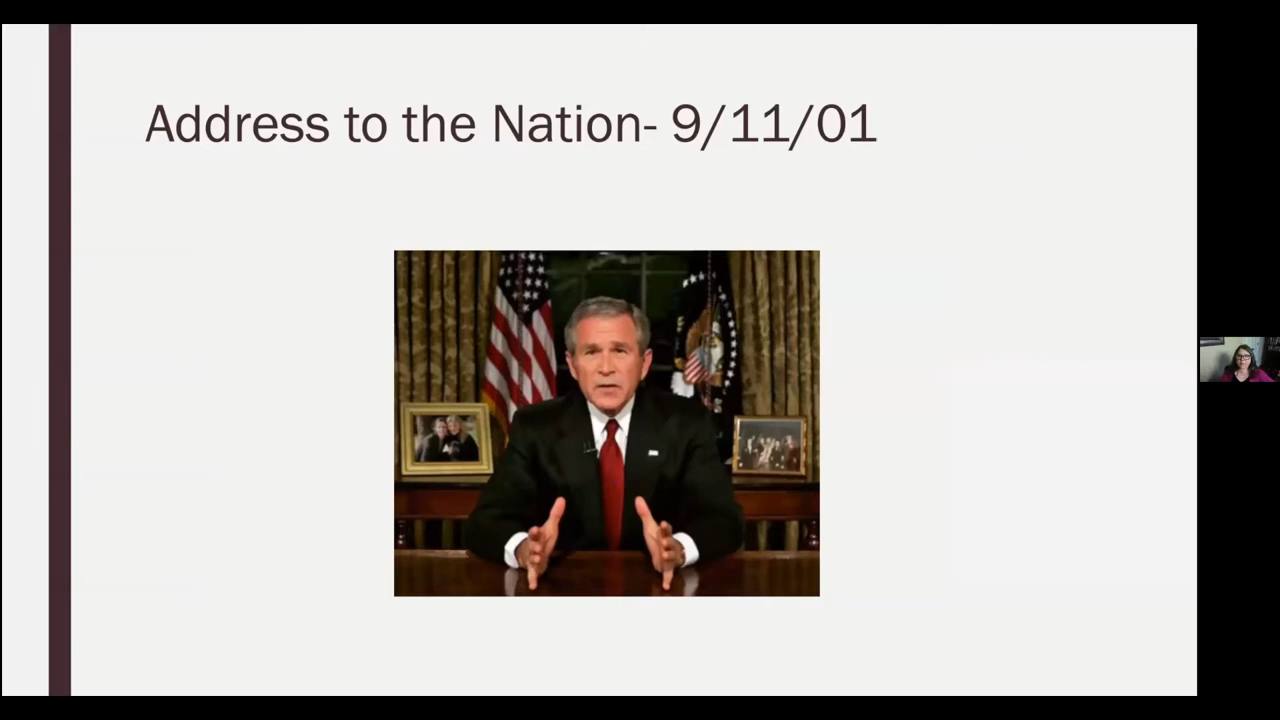 Address to the Nation- 9/11/01